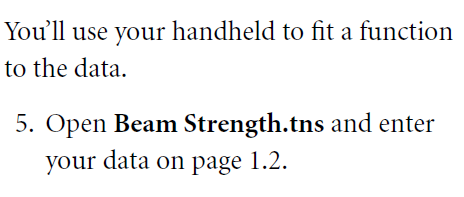 You'll use your handheld to fit a function
to the data.
5. Open Beam Strength.tns and enter
your data on page 1.2.